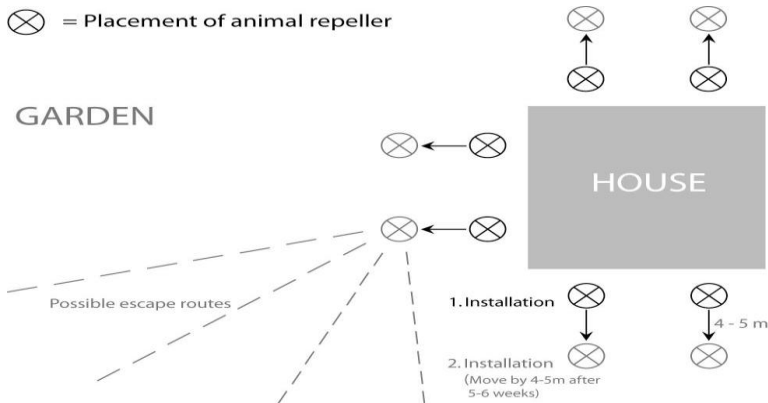 = Placement of animal repeller
GARDEN
HOUSE
Possible escape routes
1. Installation
4 - 5 m
2. Installation
(Move by 4-5m after
5-6 weeks)